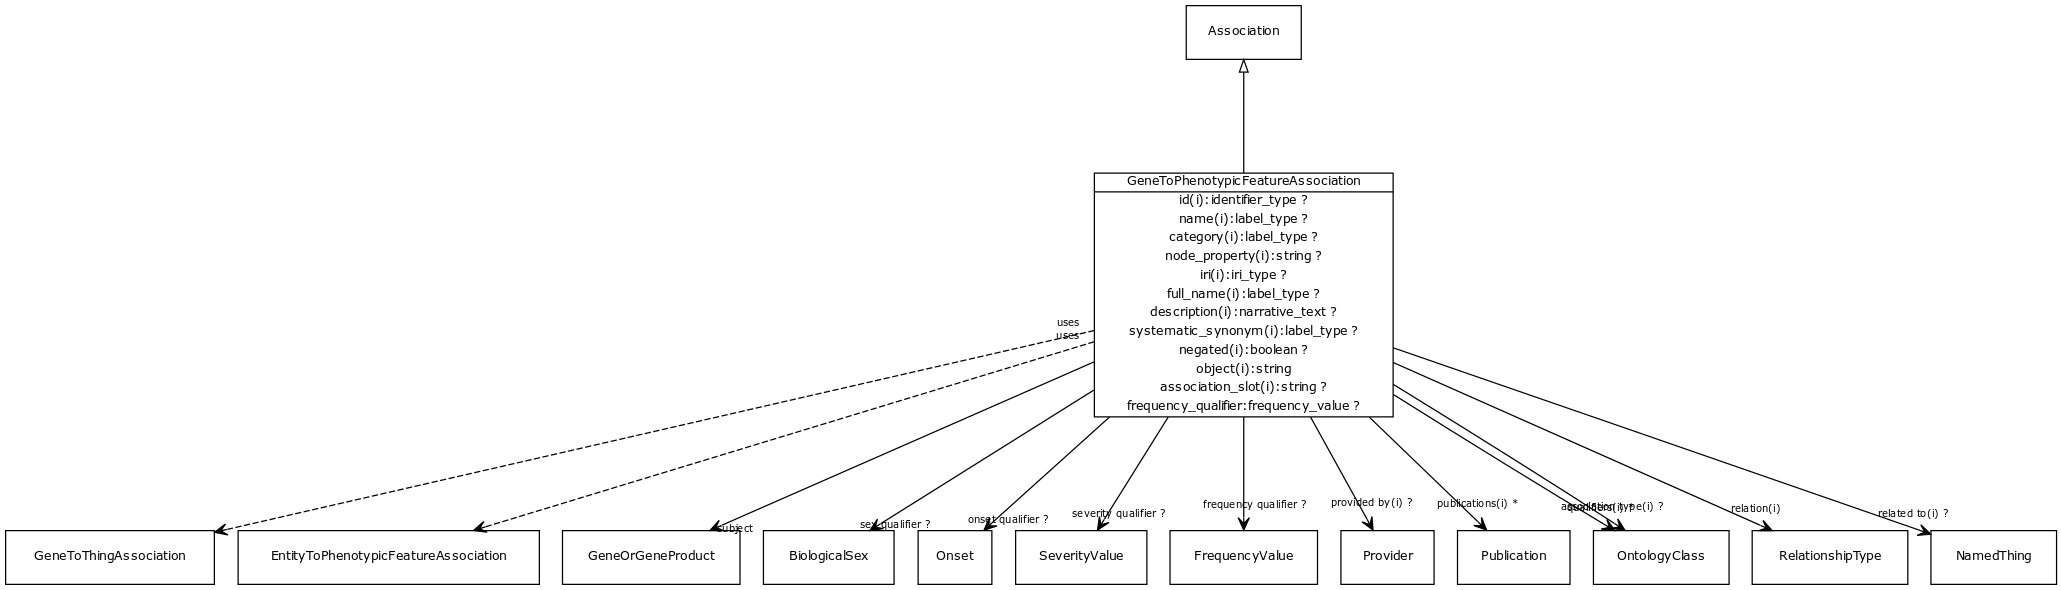 Association
GeneToPhenotypicFeatureAssociation
id(i):identifier_type ?
name(i):label_type ?
category(i):label_type ?
node_property(i):string ?
iri(i):iri_type ?
full_name(i):label_type ?
description(i):narrative_text ?
systematic_synonym(i):label_type ?
negated(i):boolean ?
object(i):string
association_slot(i):string ?
frequency_qualifier:frequency_value ?
uses
uses
subject
sex qualifier ?
onset qualifier ?
severity qualifier ?
frequency qualifier ?
provided by(i) ?
publications(i) *
association type(i) ?
qualifiers(i) *
relation(i)
related to(i) ?
GeneToThingAssociation
EntityToPhenotypicFeatureAssociation
GeneOrGeneProduct
BiologicalSex
Onset
SeverityValue
FrequencyValue
Provider
Publication
OntologyClass
RelationshipType
NamedThing